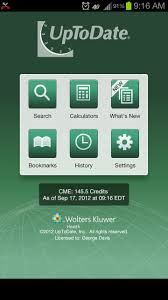 9:16 AM
UpToDate®
Search
Calculators
What's New
Bookmarks
History
Settings
CME: 145.5 Credits
As of Sep 17, 2012 at 09:16 EDT
Wolters Kluwer
Health
©2012 UpToDate, Inc. All rights reserved.
Licensed to: George Davis